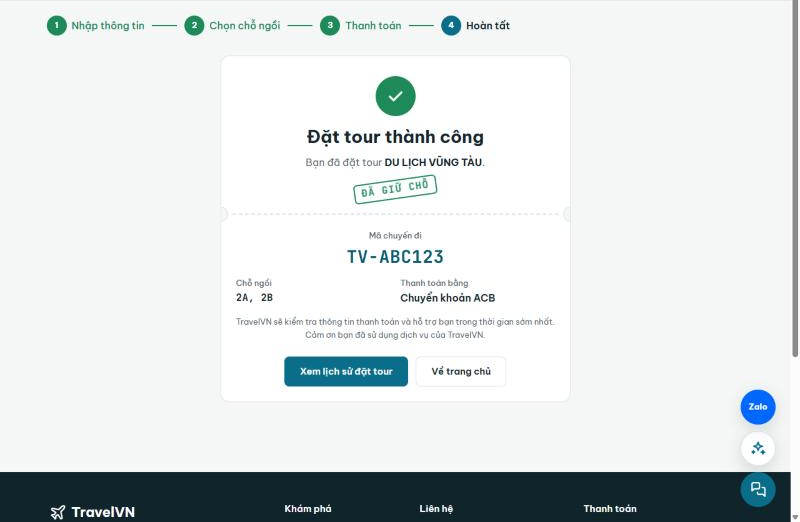 1 Nhập thông tin 2 Chọn chỗ ngồi 3 Thanh toán 4 Hoàn tất
Đặt tour thành công
Bạn đã đặt tour DU LỊCH VŨNG TÀU.
ĐÃ GIỮ CHỖ
Mã chuyến đi
TV-ABC123
Chỗ ngồi Thanh toán bằng
2A, 2B Chuyển khoản ACB
TravelVN sẽ kiểm tra thông tin thanh toán và hỗ trợ bạn trong thời gian sớm nhất.
Cảm ơn bạn đã sử dụng dịch vụ của TravelVN.
Xem lịch sử đặt tour Về trang chủ
Zalo
TravelVN Khám phá Liên hệ Thanh toán